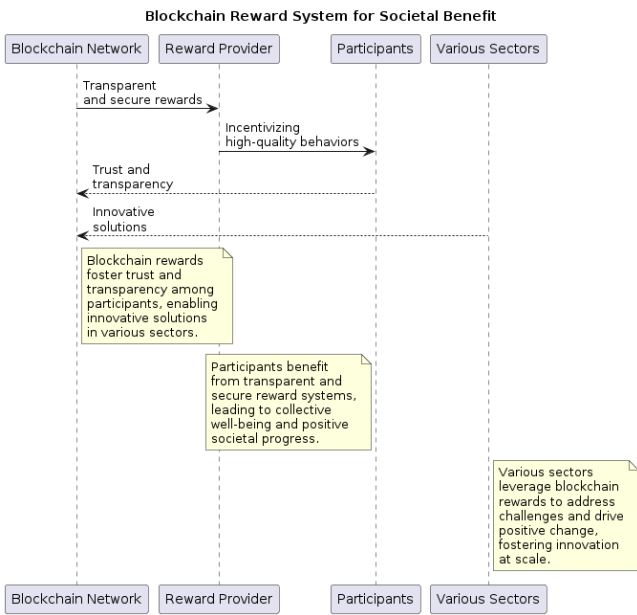 Blockchain Reward System for Societal Benefit
Blockchain Network
Reward Provider
Participants
Various Sectors
Transparent
and secure rewards
Incentivizing
high-quality behaviors
Trust and
transparency
Innovative
solutions
Blockchain rewards
foster trust and
transparency among
participants, enabling
innovative solutions
in various sectors.
Participants benefit
from transparent and
secure reward systems,
leading to collective
well-being and positive
societal progress.
Various sectors
leverage blockchain
rewards to address
challenges and drive
positive change,
fostering innovation
at scale.
Blockchain Network
Reward Provider
Participants
Various Sectors